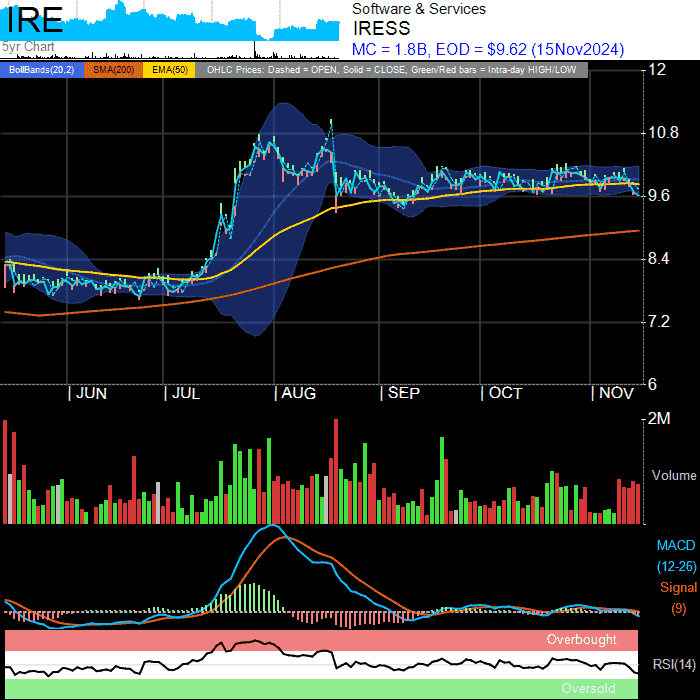 IRE
5yr Chart
Software & Services
IRESS
MC = 1.8B, EOD = $9.62 (15Nov2024)
BollBands(20,2) SMA(200) EMA(50) OHLC Prices: Dashed = OPEN, Solid = CLOSE, Green/Red bars = Intra-day HIGH/LOW
12
10.8
9.6
8.4
7.2
6
JUN JUL AUG SEP OCT NOV
2M
Volume
MACD
(12-26)
Signal
(9)
Overbought
RSI(14)
Oversold